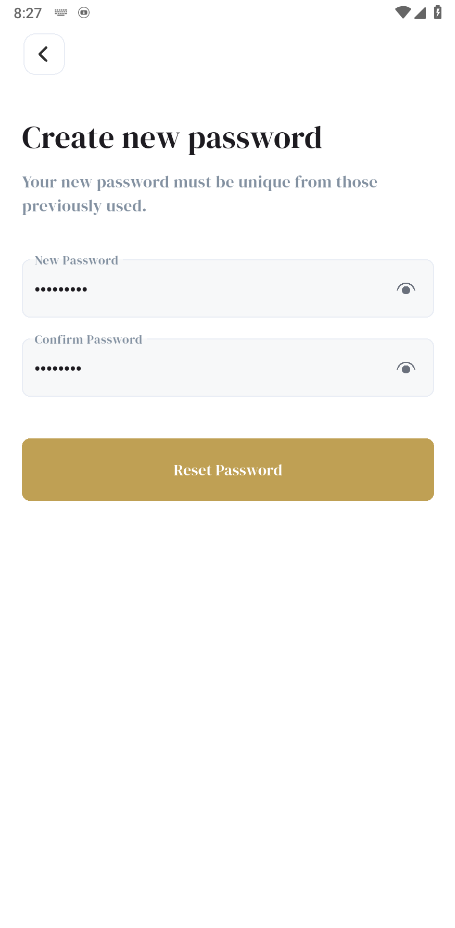 8:27
Create new password
Your new password must be unique from those
previously used.
New Password
•••••••••
Confirm Password
••••••••
Reset Password